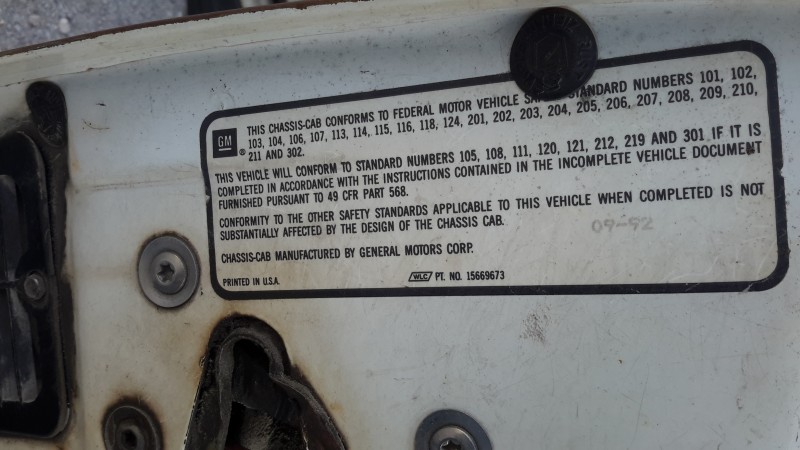 THIS CHASSIS-CAB CONFORMS TO FEDERAL MOTOR VEHICLE STANDARD NUMBERS 101, 102,
GM ® 103, 104, 106, 107, 113, 114, 115, 116, 118, 124, 201, 202, 203, 204, 205, 206, 207, 208, 209, 210,
211 AND 302.
THIS VEHICLE WILL CONFORM TO STANDARD NUMBERS 105, 108, 111, 120, 121, 212, 219 AND 301 IF IT IS
COMPLETED IN ACCORDANCE WITH THE INSTRUCTIONS CONTAINED IN THE INCOMPLETE VEHICLE DOCUMENT
FURNISHED PURSUANT TO 49 CFR PART 568.
CONFORMITY TO THE OTHER SAFETY STANDARDS APPLICABLE TO THIS VEHICLE WHEN COMPLETED IS NOT
SUBSTANTIALLY AFFECTED BY THE DESIGN OF THE CHASSIS CAB.
09-92
CHASSIS-CAB MANUFACTURED BY GENERAL MOTORS CORP.
PRINTED IN U.S.A. WLC PT. NO. 15669673